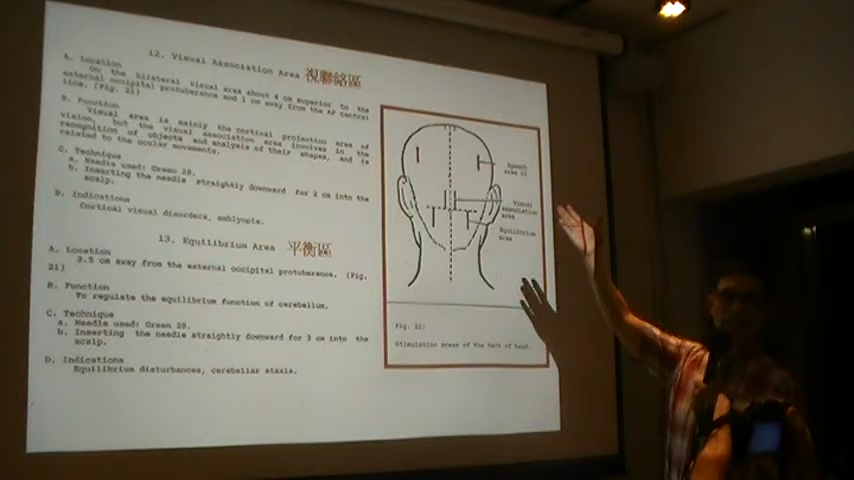 12. Visual Association Area 視聯絡區
A. Location
On the bilateral visual area about 4 cm superior to the
external occipital protuberance and 1 cm away from the AP central
line. (Fig. 21)
B. Function
Visual area is mainly the cortical projection area of
vision, but the visual association area involves in the
recognition of objects and analysis of their shapes, and is
related to the ocular movements.
C. Technique
a. Needle used: Green 28.
b. Inserting the needle straightly downward for 2 cm into the
scalp.
D. Indications
Cortical visual disorders, amblyopia.
13. Equilibrium Area 平衡區
A. Location
3.5 cm away from the external occipital protuberance. (Fig.
21)
B. Function
To regulate the equilibrium function of cerebellum.
C. Technique
a. Needle used: Green 28.
b. Inserting the needle straightly downward for 3 cm into the
scalp.
D. Indications
Equilibrium disturbances, cerebellar ataxia.
Speech
area II
Visual
association
area
Equilibrium
area
Fig. 21:
Stimulation areas of the back of head.